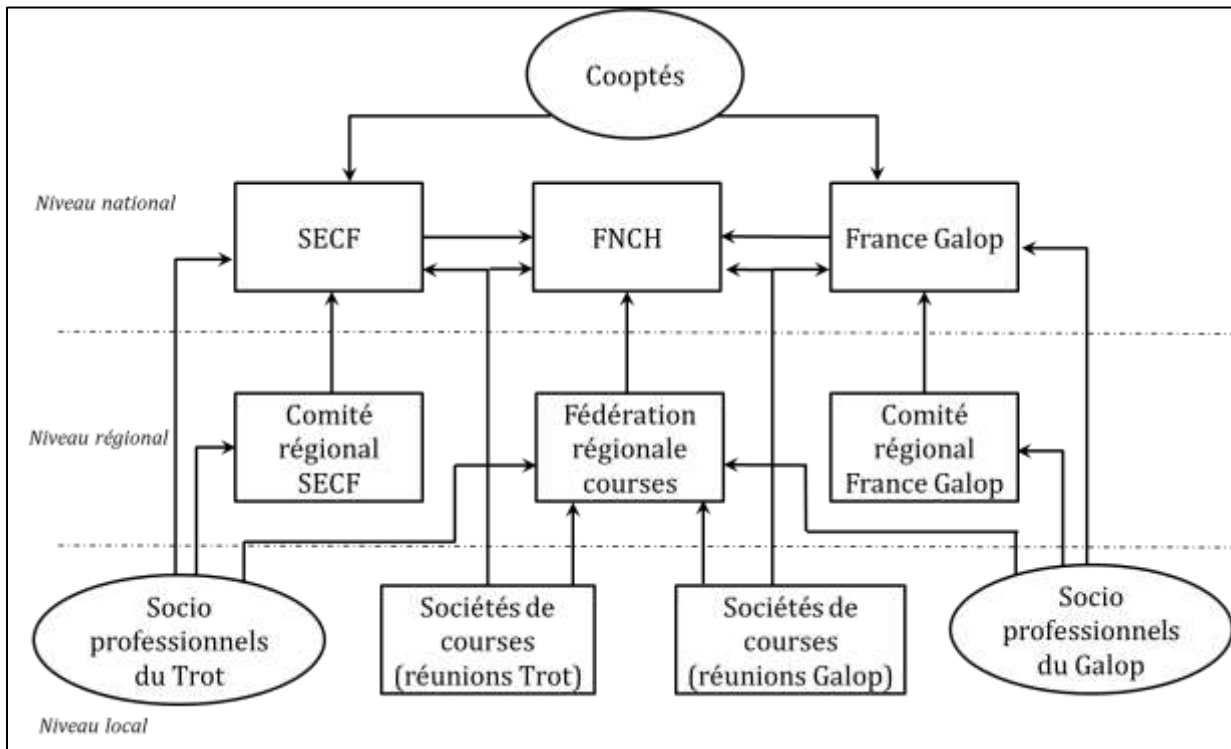 Cooptés
Niveau national
SECF
FNCH
France Galop
Niveau régional
Comité
régional
SECF
Fédération
régionale
courses
Comité
régional
France Galop
Socio
professionnels
du Trot
Sociétés de
courses
(réunions Trot)
Sociétés de
courses
(réunions Galop)
Socio
professionnels
du Galop
Niveau local